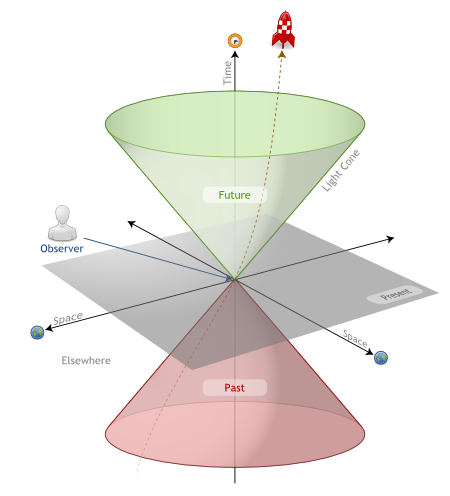 Time
Light Cone
Future
Observer
Present
Space
Space
Elsewhere
Past